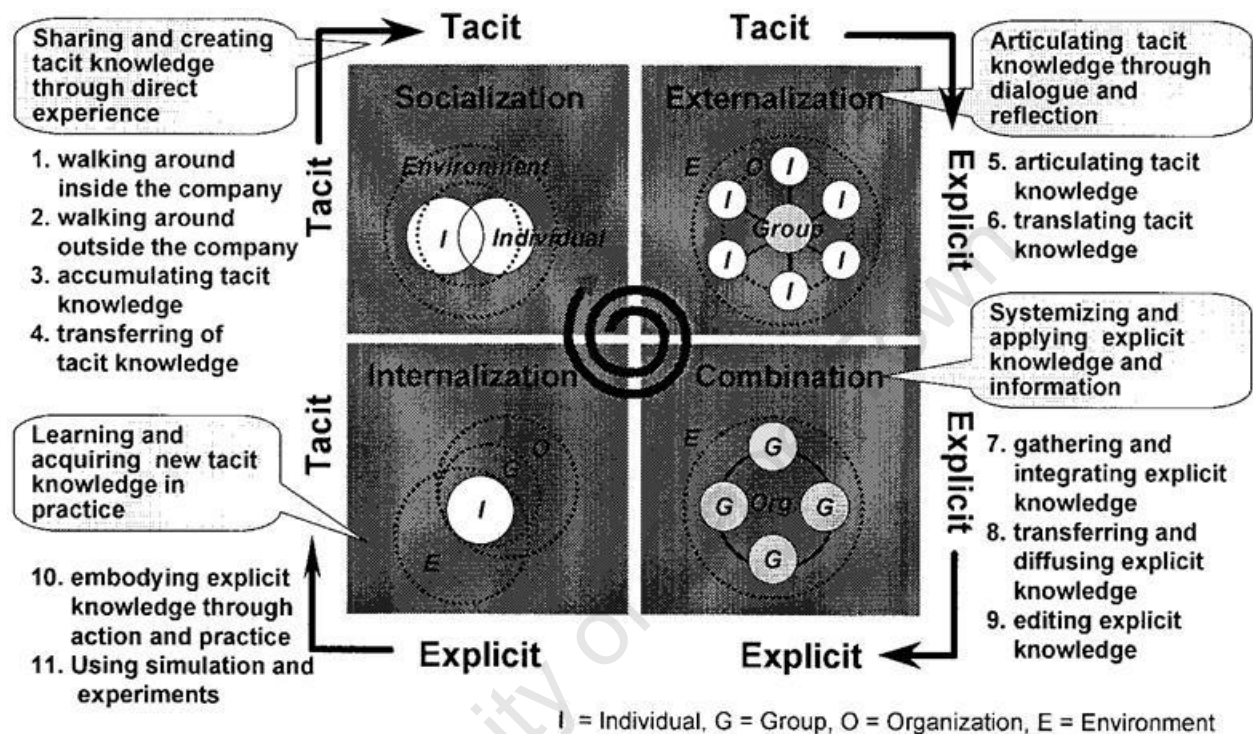 Tacit
Tacit
Sharing and creating
tacit knowledge
through direct
experience
Articulating tacit
knowledge through
dialogue and
reflection
Socialization
Externalization
1. walking around
inside the company
2. walking around
outside the company
3. accumulating tacit
knowledge
4. transferring of
tacit knowledge
Tacit
Environment
I
Individual
E
O
I
I
I
Group
I
I
I
Explicit
5. articulating tacit
knowledge
6. translating tacit
knowledge
Systemizing and
applying explicit
knowledge and
information
Internalization
Combination
Learning and
acquiring new tacit
knowledge in
practice
Tacit
G
O
I
E
E
G
G
Org.
G
G
Explicit
7. gathering and
integrating explicit
knowledge
8. transferring and
diffusing explicit
knowledge
9. editing explicit
knowledge
10. embodying explicit
knowledge through
action and practice
11. Using simulation and
experiments
Explicit
Explicit
I = Individual, G = Group, O = Organization, E = Environment